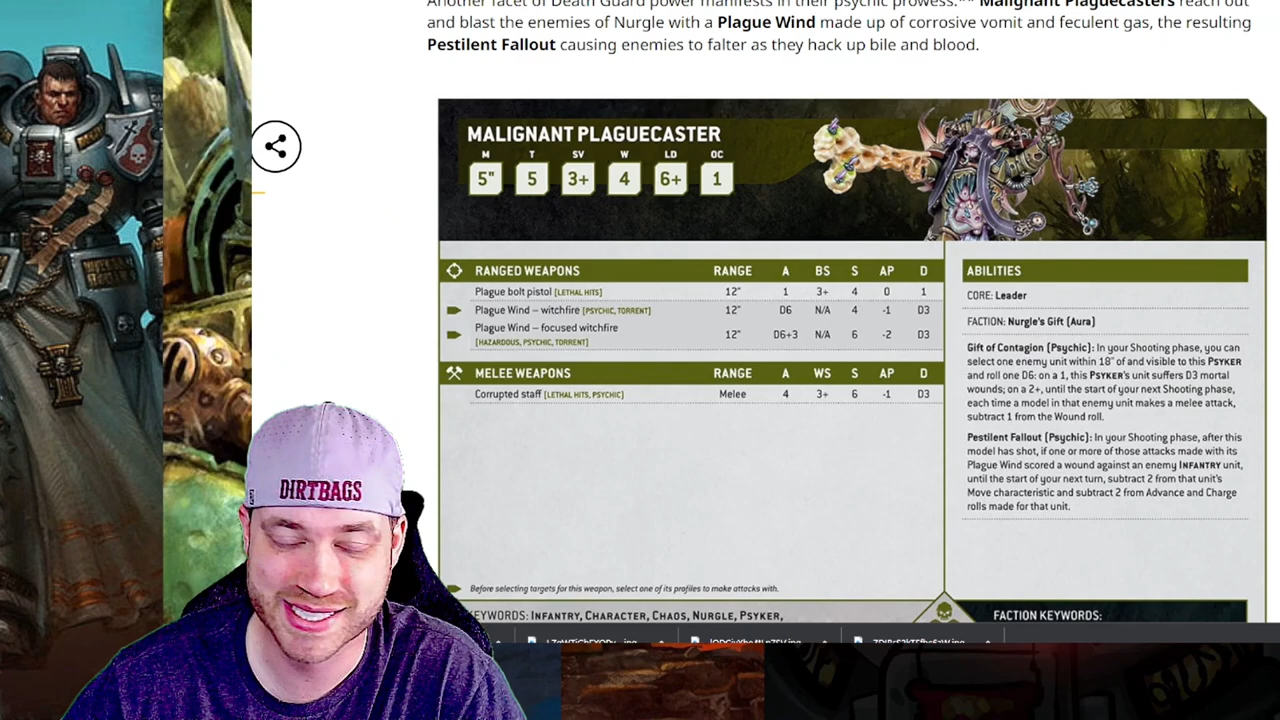 Another facet of Death Guard power manifests in their psychic prowess.** Malignant Plaguecasters reach out
and blast the enemies of Nurgle with a Plague Wind made up of corrosive vomit and feculent gas, the resulting
Pestilent Fallout causing enemies to falter as they hack up bile and blood.
MALIGNANT PLAGUECASTER
M T SV W LD OC
5" 5 3+ 4 6+ 1
RANGED WEAPONS RANGE A BS S AP D
Plague bolt pistol [LETHAL HITS] 12" 1 3+ 4 0 1
Plague Wind – witchfire [PSYCHIC, TORRENT] 12" D6 N/A 4 -1 D3
Plague Wind – focused witchfire
[HAZARDOUS, PSYCHIC, TORRENT] 12" D6+3 N/A 6 -2 D3
MELEE WEAPONS RANGE A WS S AP D
Corrupted staff [LETHAL HITS, PSYCHIC] Melee 4 3+ 6 -1 D3
Before selecting targets for this weapon, select one of its profiles to make attacks with.
KEYWORDS: INFANTRY, CHARACTER, CHAOS, NURGLE, PSYKER,
ABILITIES
CORE: Leader
FACTION: Nurgle's Gift (Aura)
Gift of Contagion (Psychic): In your Shooting phase, you can
select one enemy unit within 18" of and visible to this PSYKER
and roll one D6: on a 1, this PSYKER's unit suffers D3 mortal
wounds; on a 2+, until the start of your next Shooting phase,
each time a model in that enemy unit makes a melee attack,
subtract 1 from the Wound roll.
Pestilent Fallout (Psychic): In your Shooting phase, after this
model has shot, if one or more of those attacks made with its
Plague Wind scored a wound against an enemy INFANTRY unit,
until the start of your next turn, subtract 2 from that unit's
Move characteristic and subtract 2 from Advance and Charge
rolls made for that unit.
FACTION KEYWORDS:
DIRTBAGS